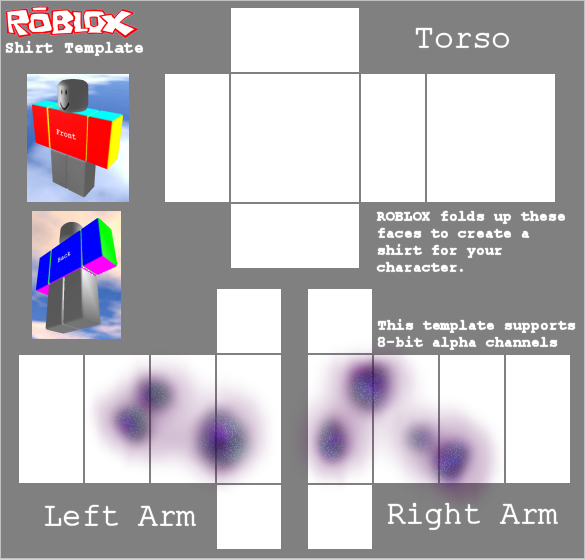 ROBLOX
Shirt Template
Torso
Front
Back
ROBLOX folds up these
faces to create a
shirt for your
character.
This template supports
8-bit alpha channels
Left Arm
Right Arm